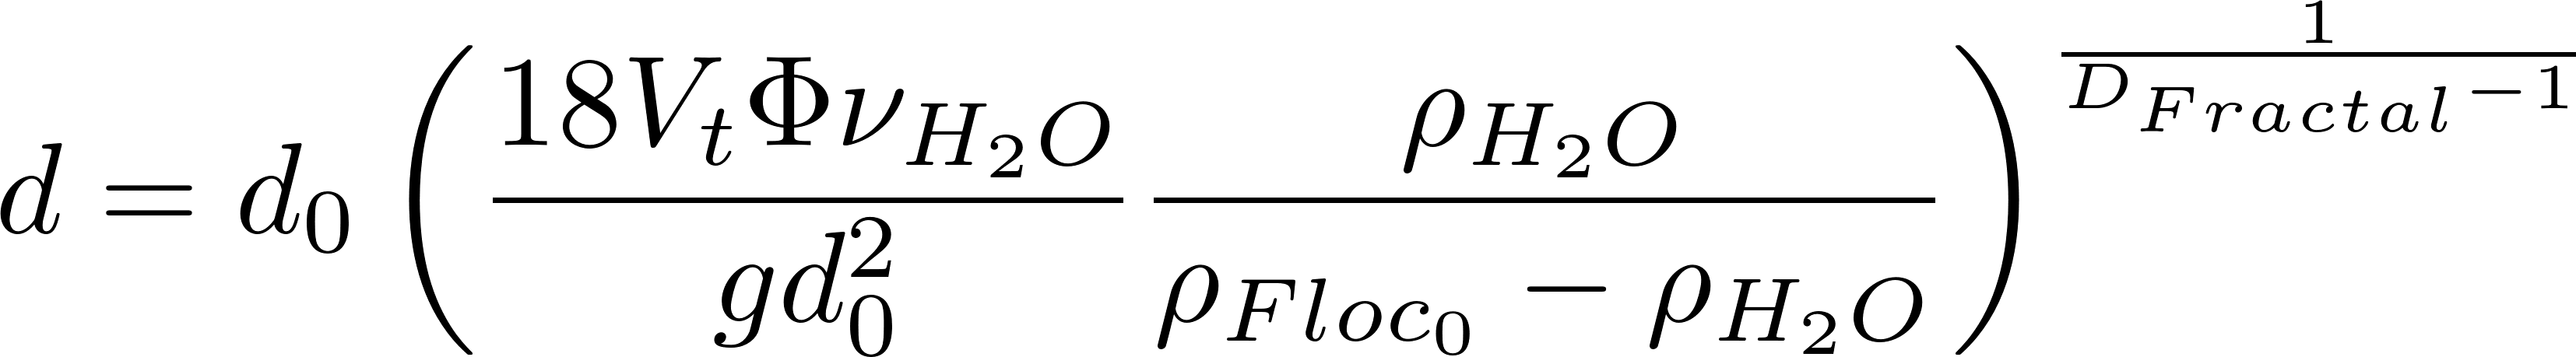 d = d_0 \left( \frac{18 V_t \Phi \nu_{H_2O}}{g d_0^2} \frac{\rho_{H_2O}}{\rho_{Floc_0} - \rho_{H_2O}} \right)^{\frac{1}{D_{Fractal} - 1}}